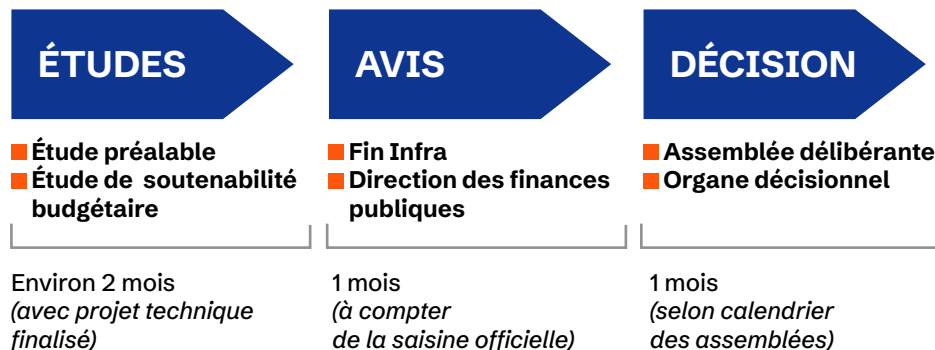 ÉTUDES
Étude préalable
Étude de soutenabilité
budgétaire
Environ 2 mois
(avec projet technique
finalisé)
AVIS
Fin Infra
Direction des finances
publiques
1 mois
(à compter
de la saisine officielle)
DÉCISION
Assemblée délibérante
Organe décisionnel
1 mois
(selon calendrier
des assemblées)